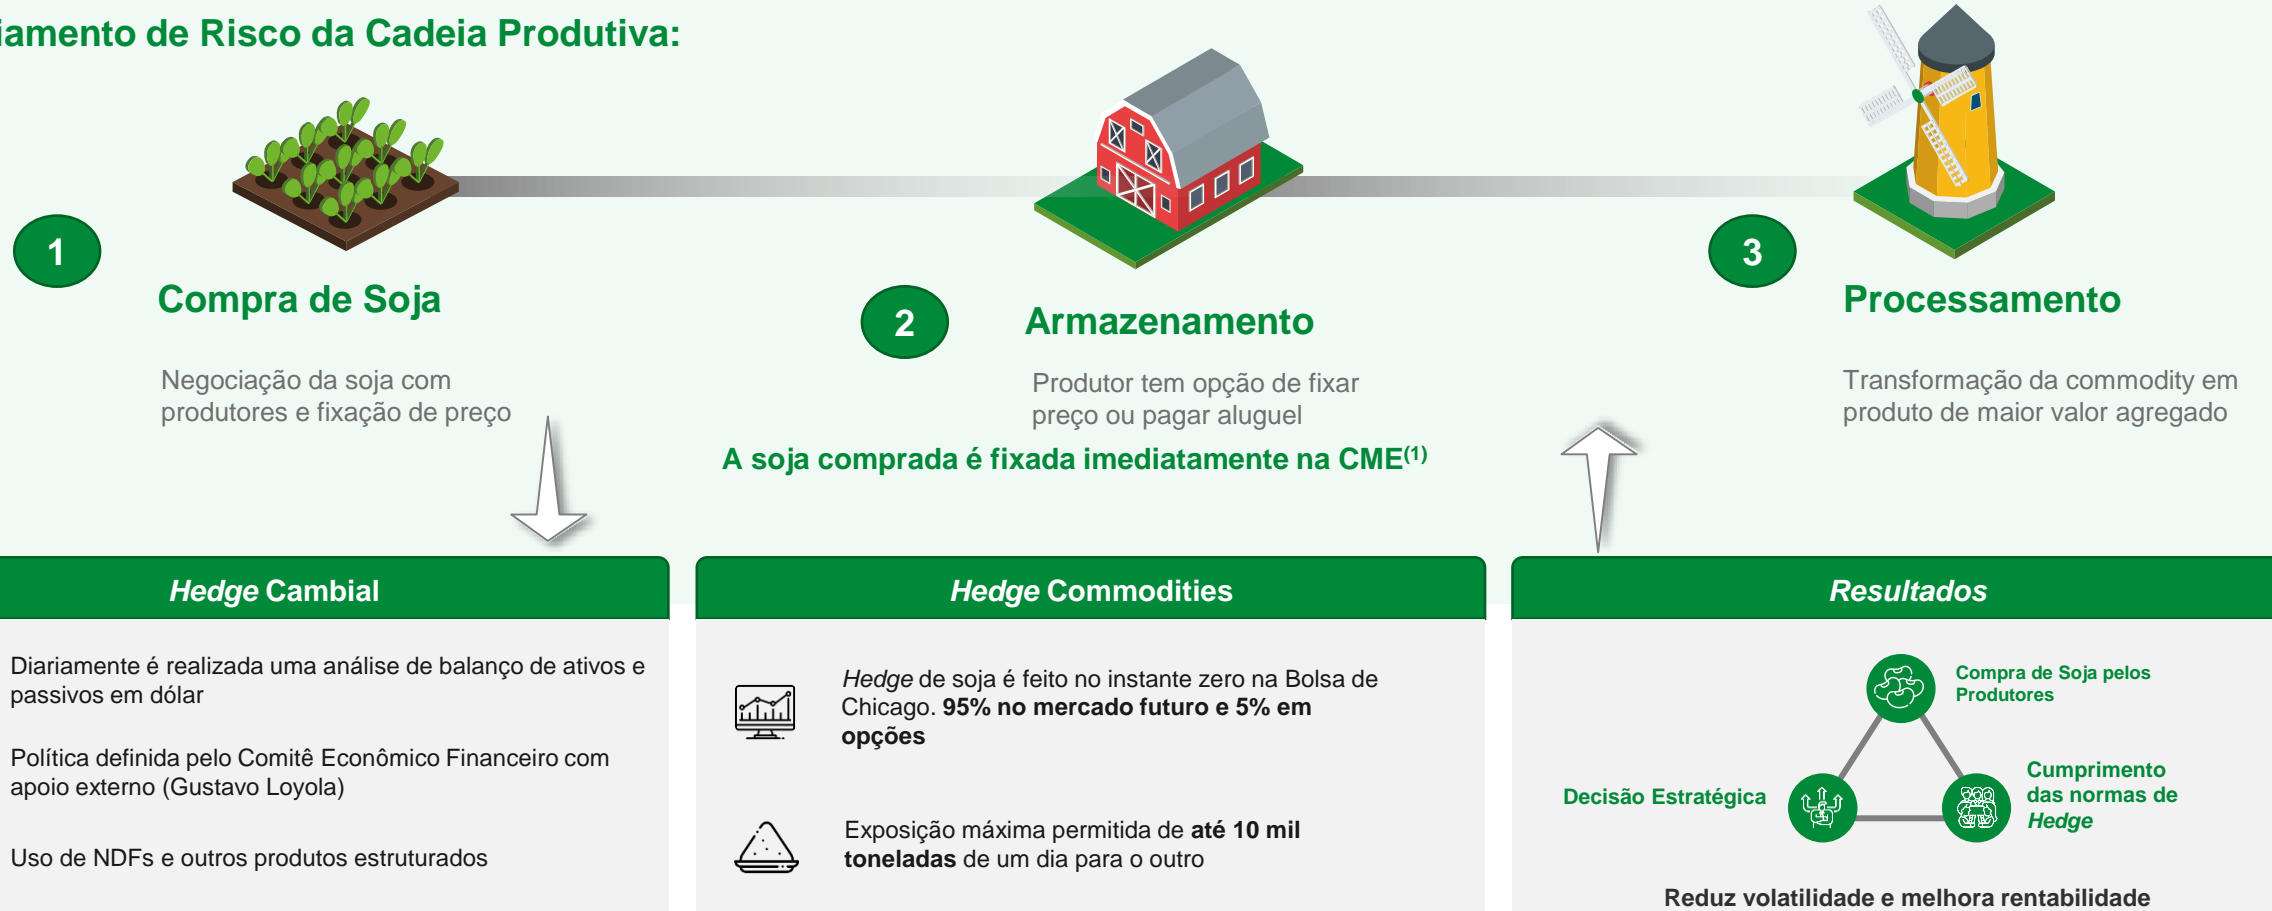 iamento de Risco da Cadeia Produtiva:
1
Compra de Soja
Negociação da soja com
produtores e fixação de preço
2
Armazenamento
Produtor tem opção de fixar
preço ou pagar aluguel
A soja comprada é fixada imediatamente na CME(1)
3
Processamento
Transformação da commodity em
produto de maior valor agregado
Hedge Cambial
Diariamente é realizada uma análise de balanço de ativos e
passivos em dólar
Política definida pelo Comitê Econômico Financeiro com
apoio externo (Gustavo Loyola)
Uso de NDFs e outros produtos estruturados
Hedge Commodities
Hedge de soja é feito no instante zero na Bolsa de
Chicago. 95% no mercado futuro e 5% em
opções
Exposição máxima permitida de até 10 mil
toneladas de um dia para o outro
Resultados
Compra de Soja pelos
Produtores
Decisão Estratégica
Cumprimento
das normas de
Hedge
Reduz volatilidade e melhora rentabilidade